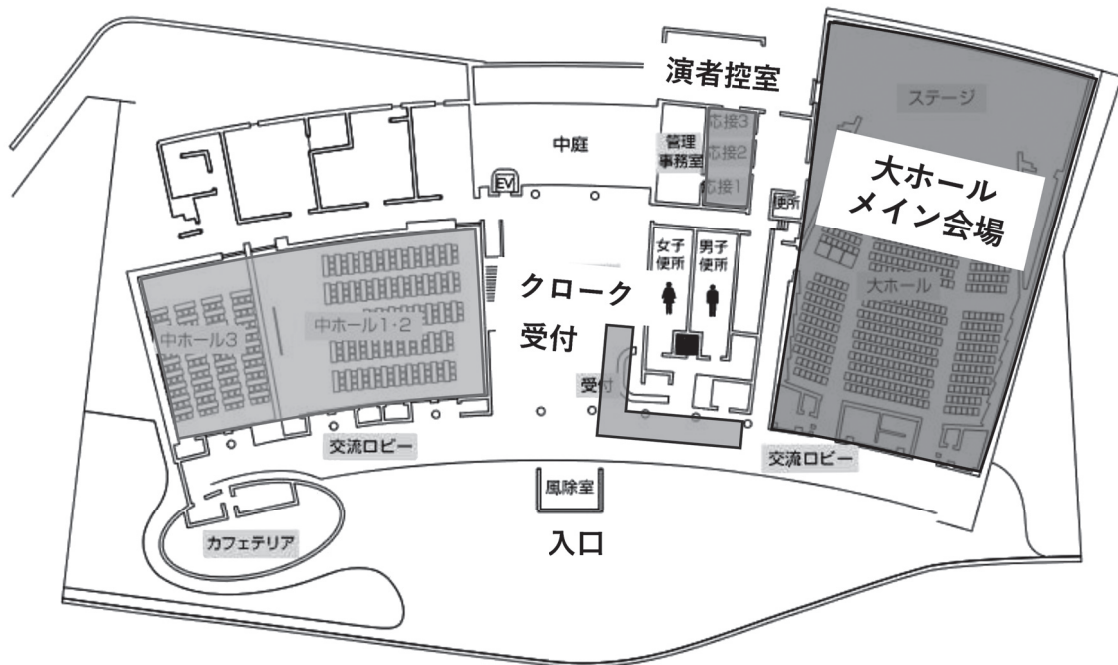 演者控室
ステージ
応接3
中庭
管理
事務室
応接2
EV
応接1
便所
大ホール
メイン会場
女子
便所
男子
便所
クローク
受付
大ホール
中ホール1・2
中ホール3
受付
交流ロビー
交流ロビー
風除室
カフェテリア
入口